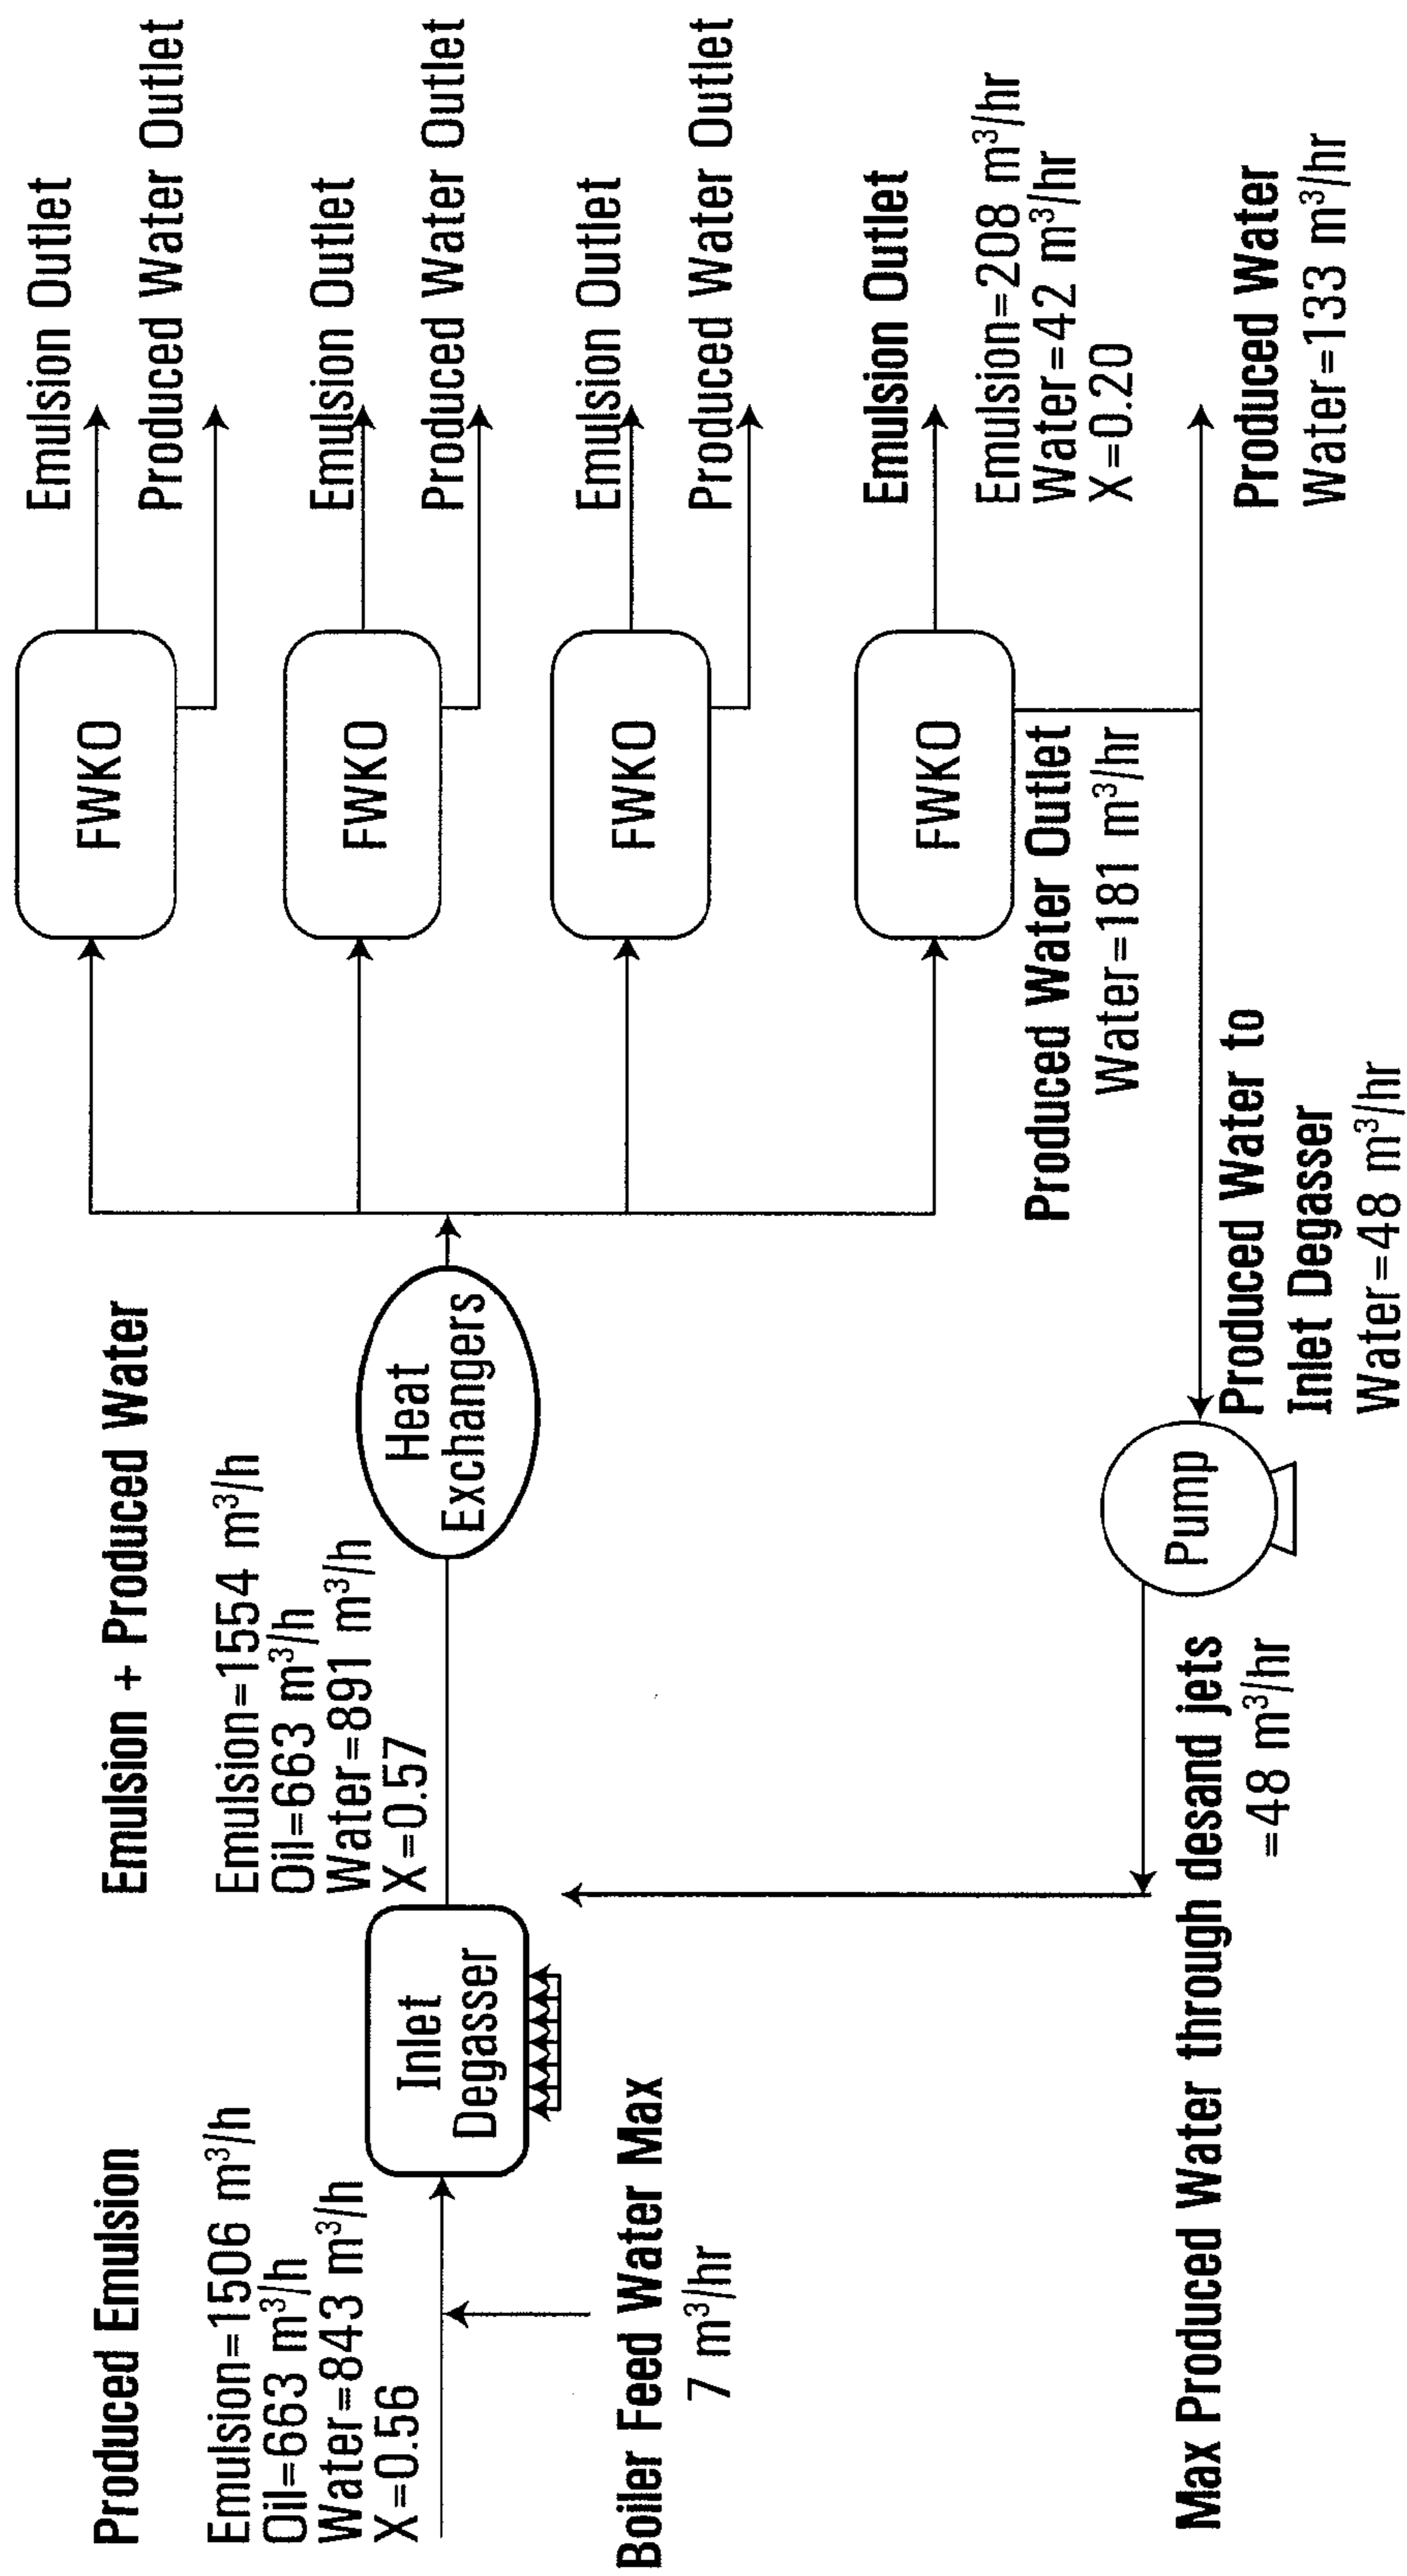 Produced Emulsion
Emulsion=1506 m³/h
Oil=663 m³/h
Water=843 m³/h
X=0.56
Boiler Feed Water Max
7 m³/hr
Inlet
Degasser
Emulsion + Produced Water
Emulsion=1554 m³/h
Oil=663 m³/h
Water=891 m³/h
X=0.57
Heat
Exchangers
FWKO
Emulsion Outlet
Produced Water Outlet
FWKO
Emulsion Outlet
Produced Water Outlet
FWKO
Emulsion Outlet
Produced Water Outlet
FWKO
Emulsion Outlet
Emulsion=208 m³/hr
Water=42 m³/hr
X=0.20
Produced Water Outlet
Water=181 m³/hr
Produced Water
Water=133 m³/hr
Produced Water to
Inlet Degasser
Water=48 m³/hr
Pump
Max Produced Water through desand jets
=48 m³/hr